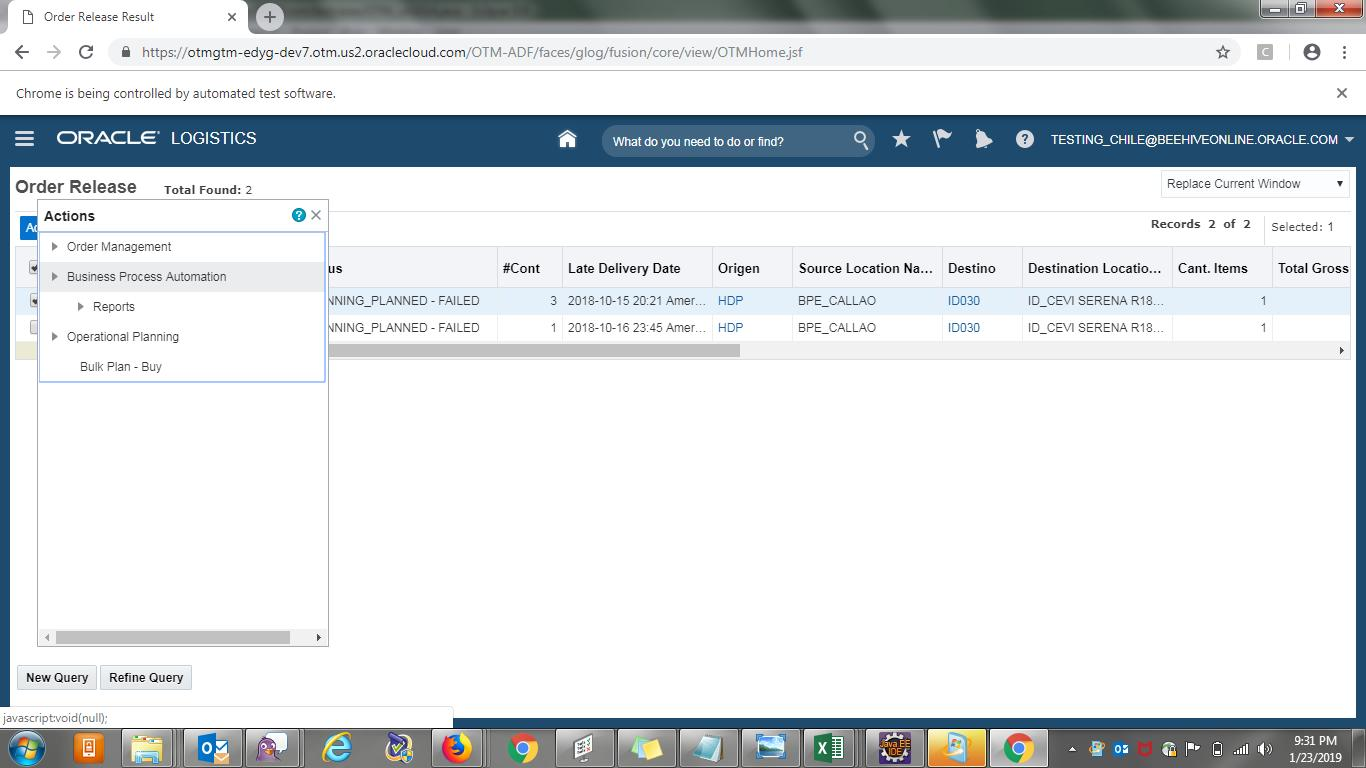 Order Release Result
https://otmgtm-edyg-dev7.otm.us2.oraclecloud.com/OTM-ADF/faces/glog/fusion/core/view/OTMHome.jsf
C
Chrome is being controlled by automated test software.
ORACLE LOGISTICS
What do you need to do or find?
TESTING_CHILE@BEEHIVEONLINE.ORACLE.COM
Order Release Total Found: 2
Replace Current Window
Actions
Records 2 of 2
Selected: 1
Order Management
Business Process Automation
Reports
Operational Planning
Bulk Plan - Buy
us #Cont Late Delivery Date Origen Source Location Na... Destino Destination Locatio... Cant. Items Total Gross
NNING_PLANNED - FAILED 3 2018-10-15 20:21 Amer... HDP BPE_CALLAO ID030 ID_CEVI SERENA R18... 1
NNING_PLANNED - FAILED 1 2018-10-16 23:45 Amer... HDP BPE_CALLAO ID030 ID_CEVI SERENA R18... 1
New Query Refine Query
javascript:void(null);
Java EE
IDE
9:31 PM
1/23/2019